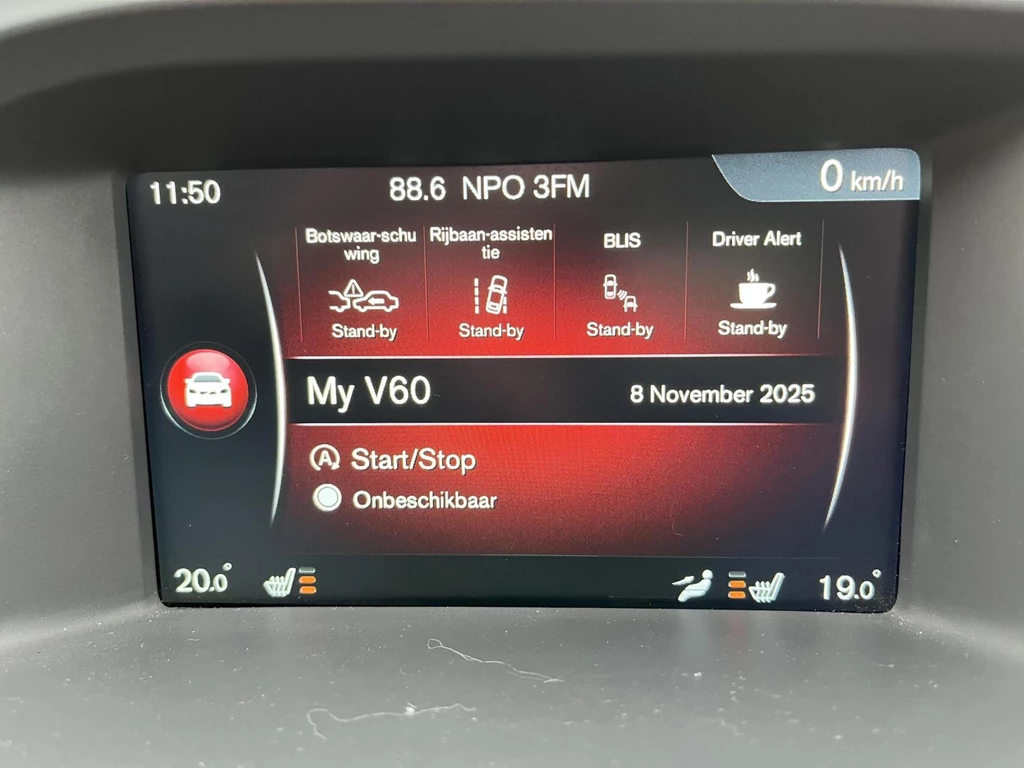 11:50 88.6 NPO 3FM 0 km/h
Botswaar-schu
wing
Stand-by
Rijbaan-assisten
tie
Stand-by
BLIS
Stand-by
Driver Alert
Stand-by
My V60 8 November 2025
A Start/Stop
Onbeschikbaar
20.0° 19.0°